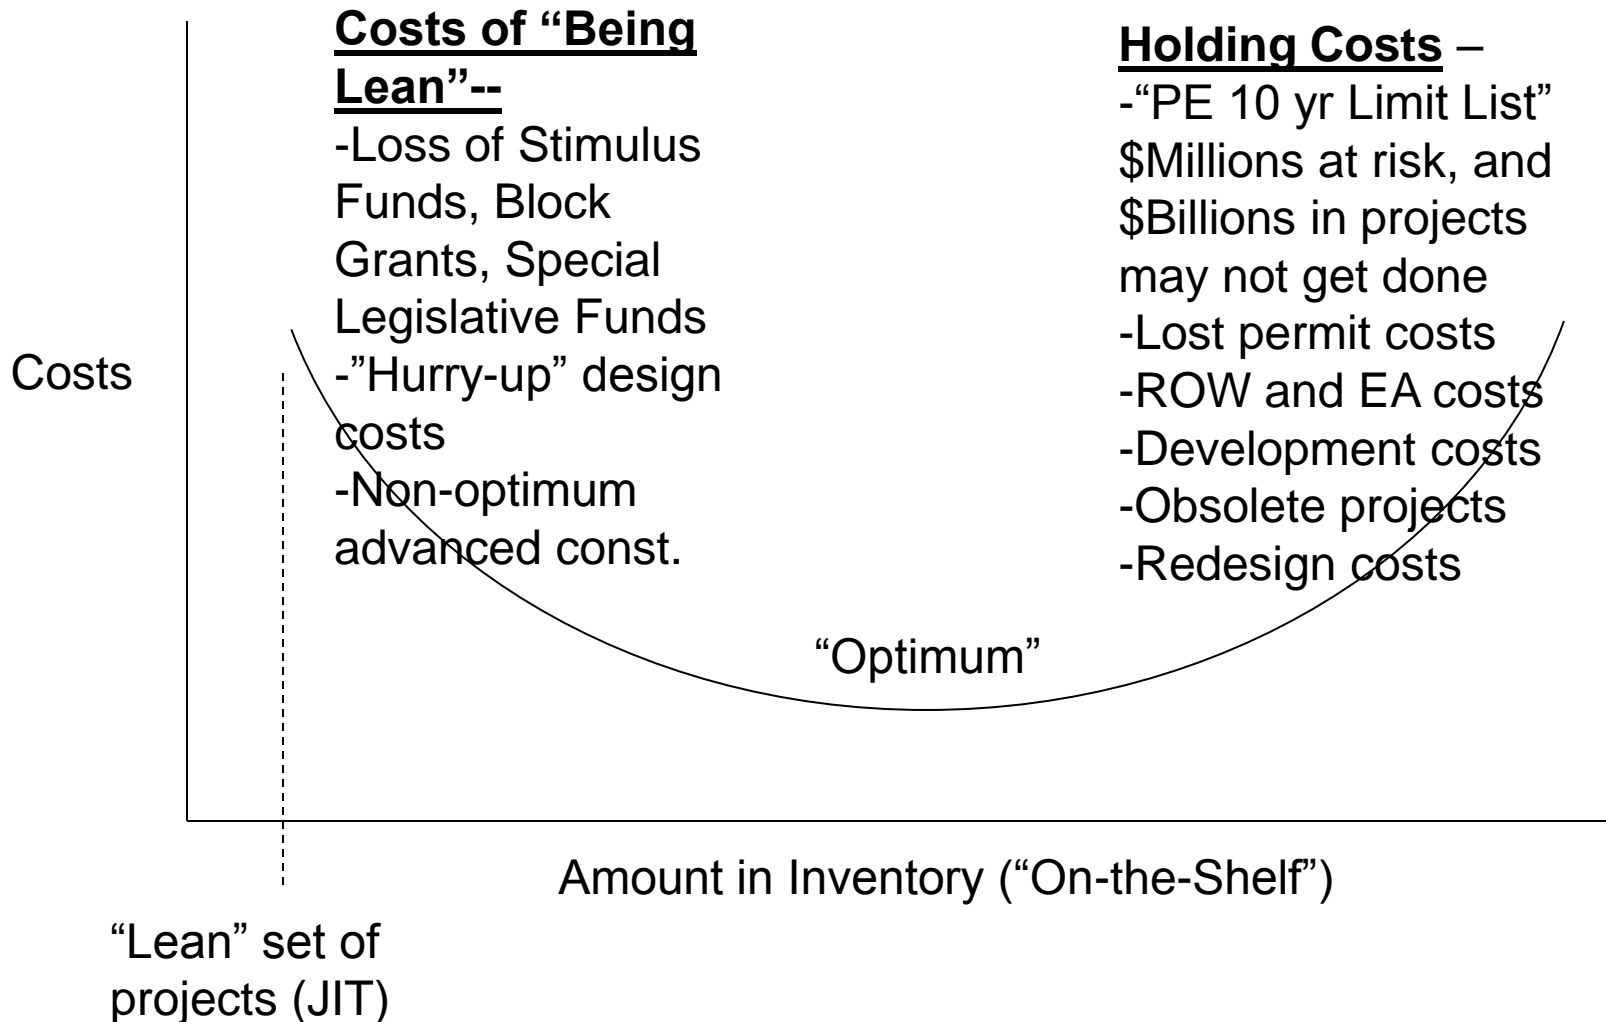 Costs of “Being
Lean”--
-Loss of Stimulus
Funds, Block
Grants, Special
Legislative Funds
-”Hurry-up” design
costs
-Non-optimum
advanced const.
Holding Costs –
-“PE 10 yr Limit List”
$Millions at risk, and
$Billions in projects
may not get done
-Lost permit costs
-ROW and EA costs
-Development costs
-Obsolete projects
-Redesign costs
Costs
“Optimum”
Amount in Inventory (“On-the-Shelf”)
“Lean” set of
projects (JIT)